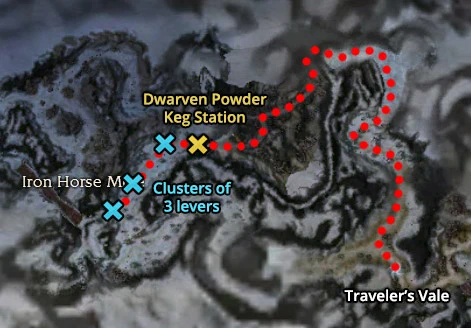 Dwarven Powder
Keg Station
Iron Horse M
Clusters of
3 levers
Traveler's Vale